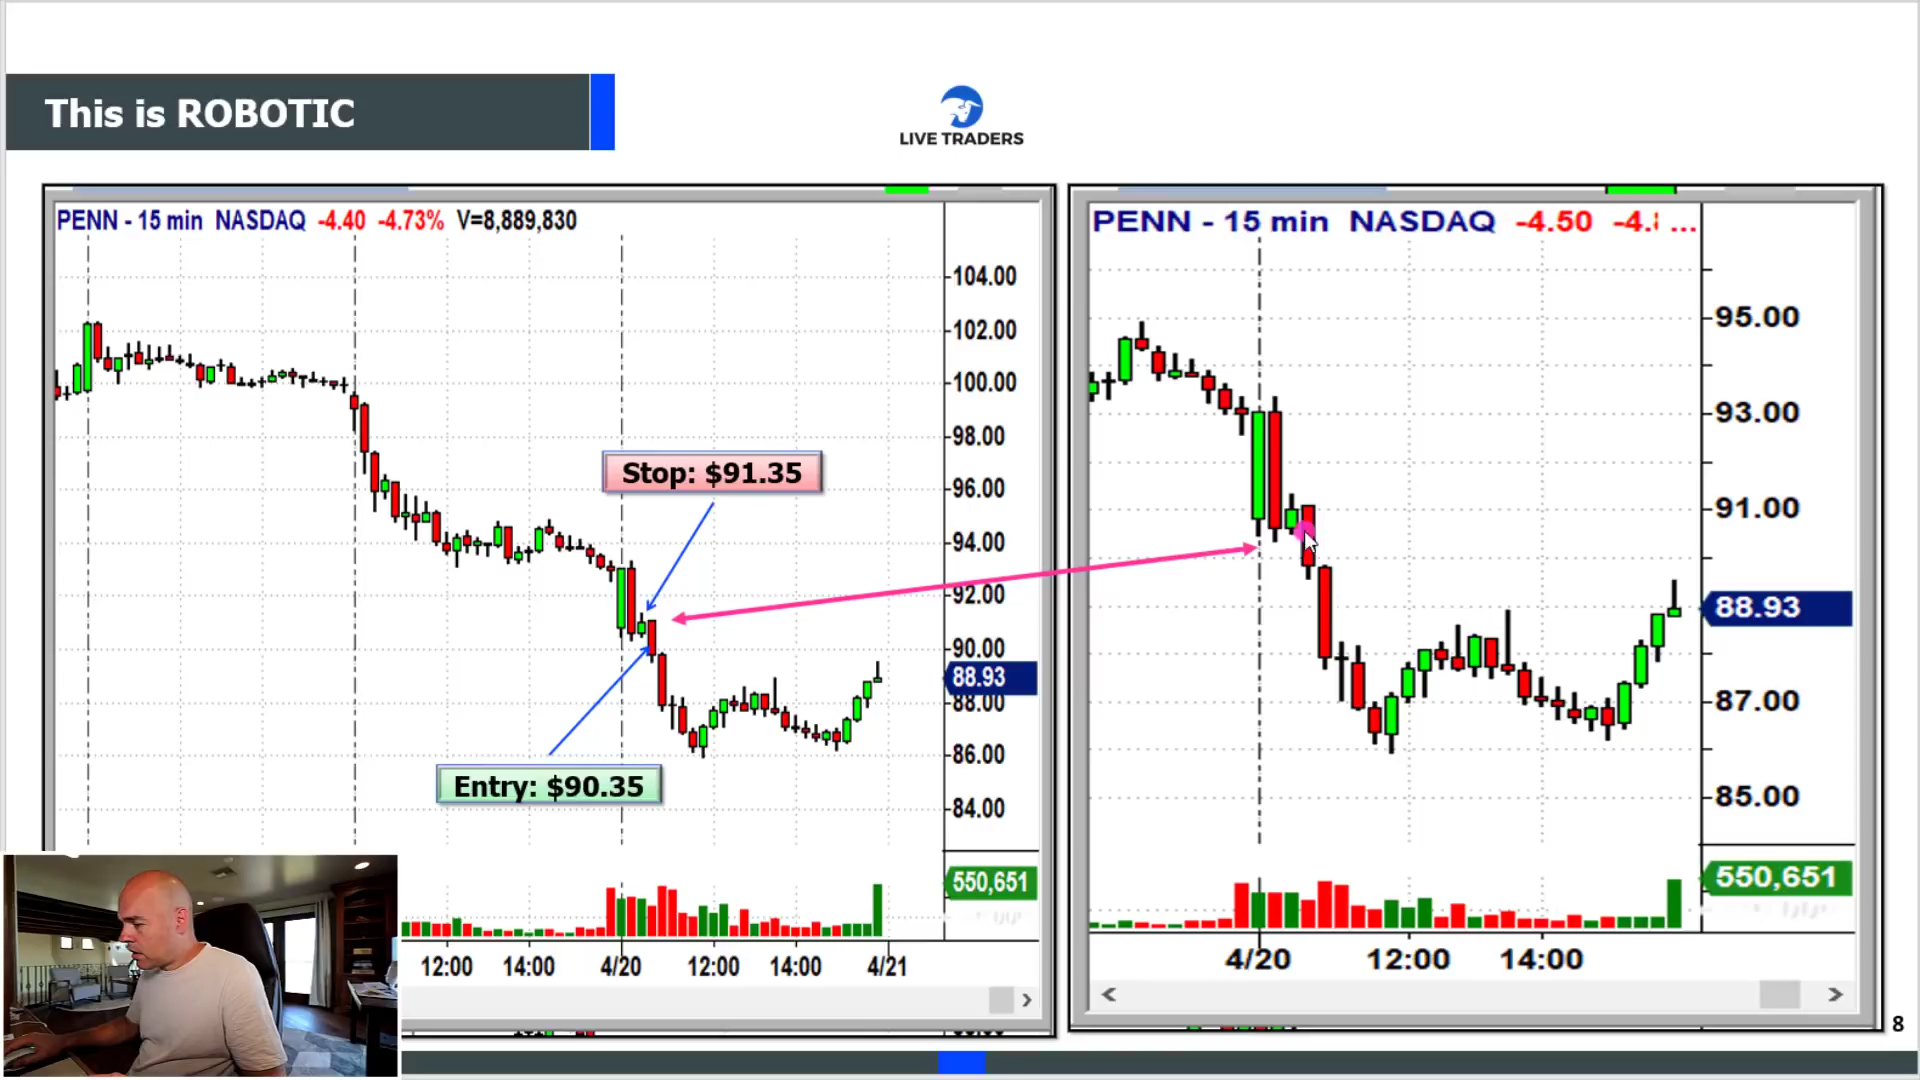 This is ROBOTIC
LIVE TRADERS
PENN - 15 min NASDAQ -4.40 -4.73% V=8,889,830
104.00
102.00
100.00
98.00
96.00
94.00
92.00
90.00
88.93
88.00
86.00
84.00
Stop: $91.35
Entry: $90.35
550,651
12:00 14:00 4/20 12:00 14:00 4/21
PENN - 15 min NASDAQ -4.50 ...
95.00
93.00
91.00
88.93
87.00
85.00
550,651
4/20 12:00 14:00
8